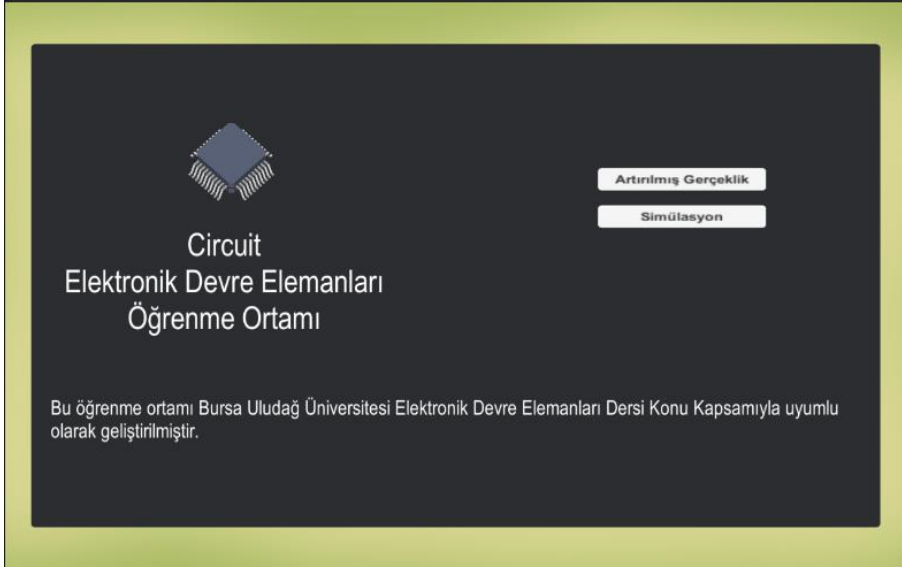 Circuit
Elektronik Devre Elemanları
Öğrenme Ortamı
Artırılmış Gerçeklik
Simülasyon
Bu öğrenme ortamı Bursa Uludağ Üniversitesi Elektronik Devre Elemanları Dersi Konu Kapsamıyla uyumlu
olarak geliştirilmiştir.